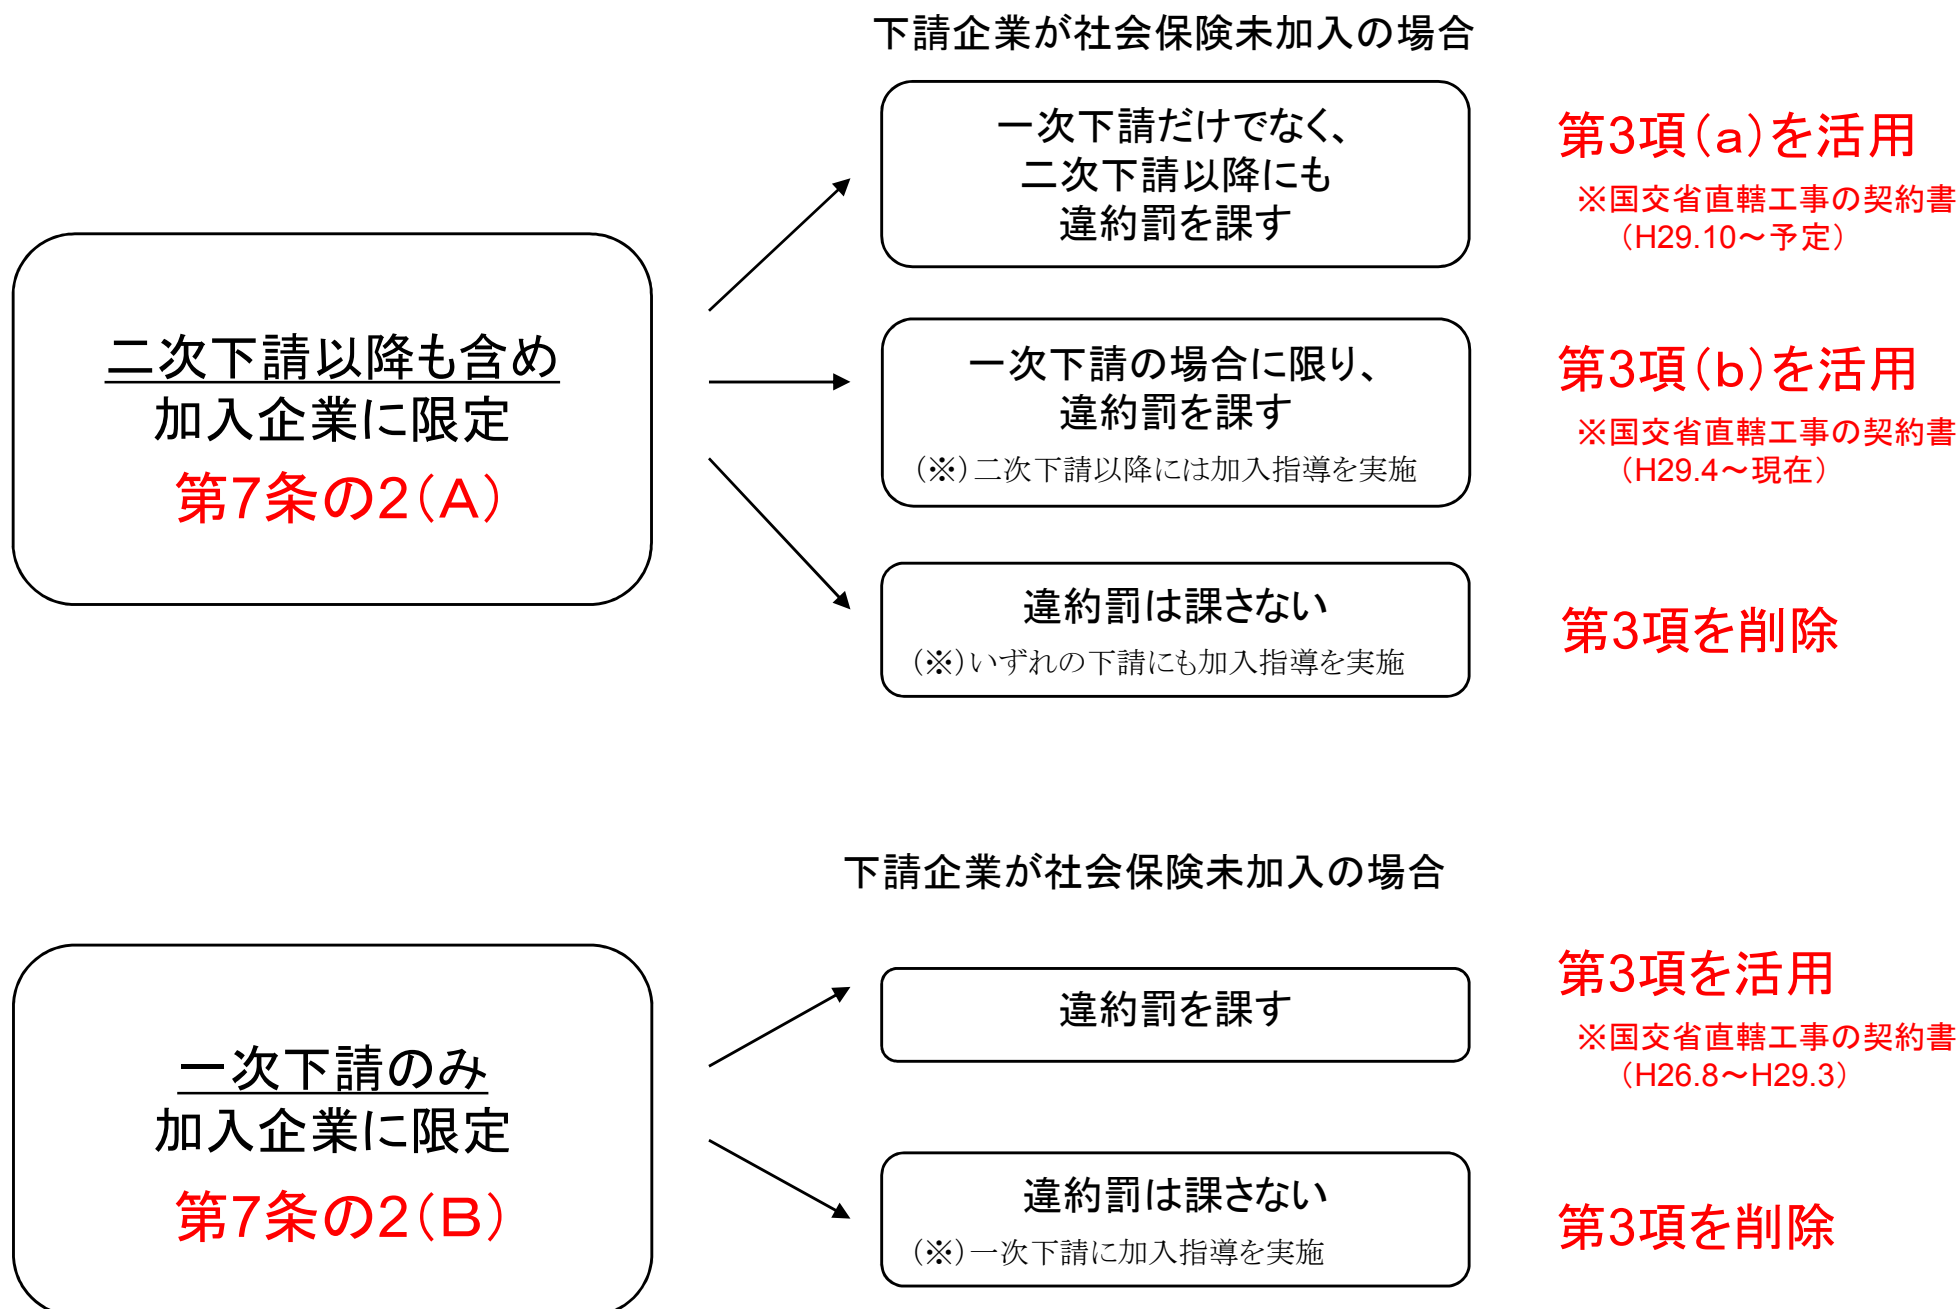 下請企業が社会保険未加入の場合
一次下請だけでなく、
二次下請以降にも
違約罰を課す
第3項(a)を活用
※国交省直轄工事の契約書
(H29.10～予定)
二次下請以降も含め
加入企業に限定
第7条の2(A)
一次下請の場合に限り、
違約罰を課す
(※)二次下請以降には加入指導を実施
第3項(b)を活用
※国交省直轄工事の契約書
(H29.4～現在)
違約罰は課さない
(※)いずれの下請にも加入指導を実施
第3項を削除
下請企業が社会保険未加入の場合
一次下請のみ
加入企業に限定
第7条の2(B)
違約罰を課す
第3項を活用
※国交省直轄工事の契約書
(H26.8～H29.3)
違約罰は課さない
(※)一次下請に加入指導を実施
第3項を削除